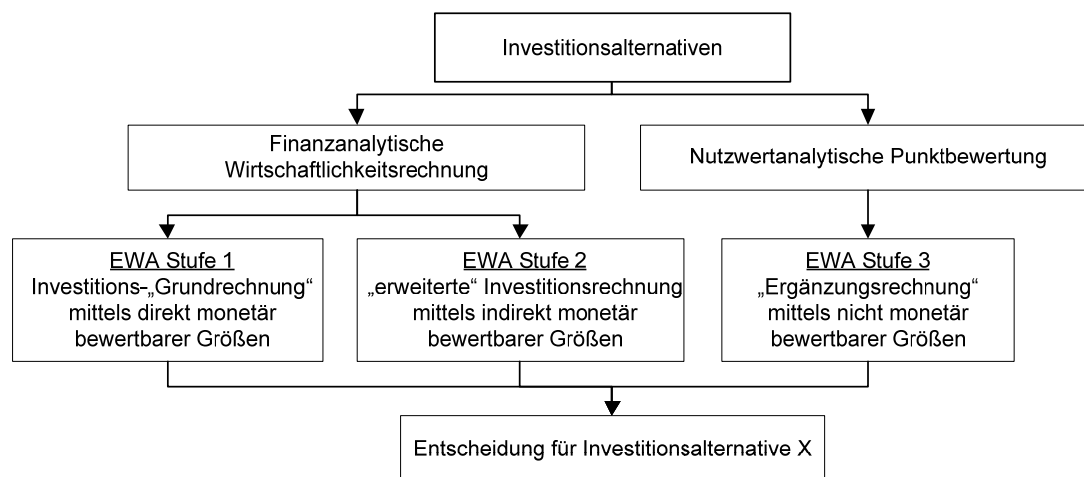 Investitionsalternativen
Finanzanalytische
Wirtschaftlichkeitsrechnung
Nutzwertanalytische Punktbewertung
EWA Stufe 1
Investitions-„Grundrechnung“
mittels direkt monetär
bewertbarer Größen
EWA Stufe 2
„erweiterte“ Investitionsrechnung
mittels indirekt monetär
bewertbarer Größen
EWA Stufe 3
„Ergänzungsrechnung“
mittels nicht monetär
bewertbarer Größen
Entscheidung für Investitionsalternative X